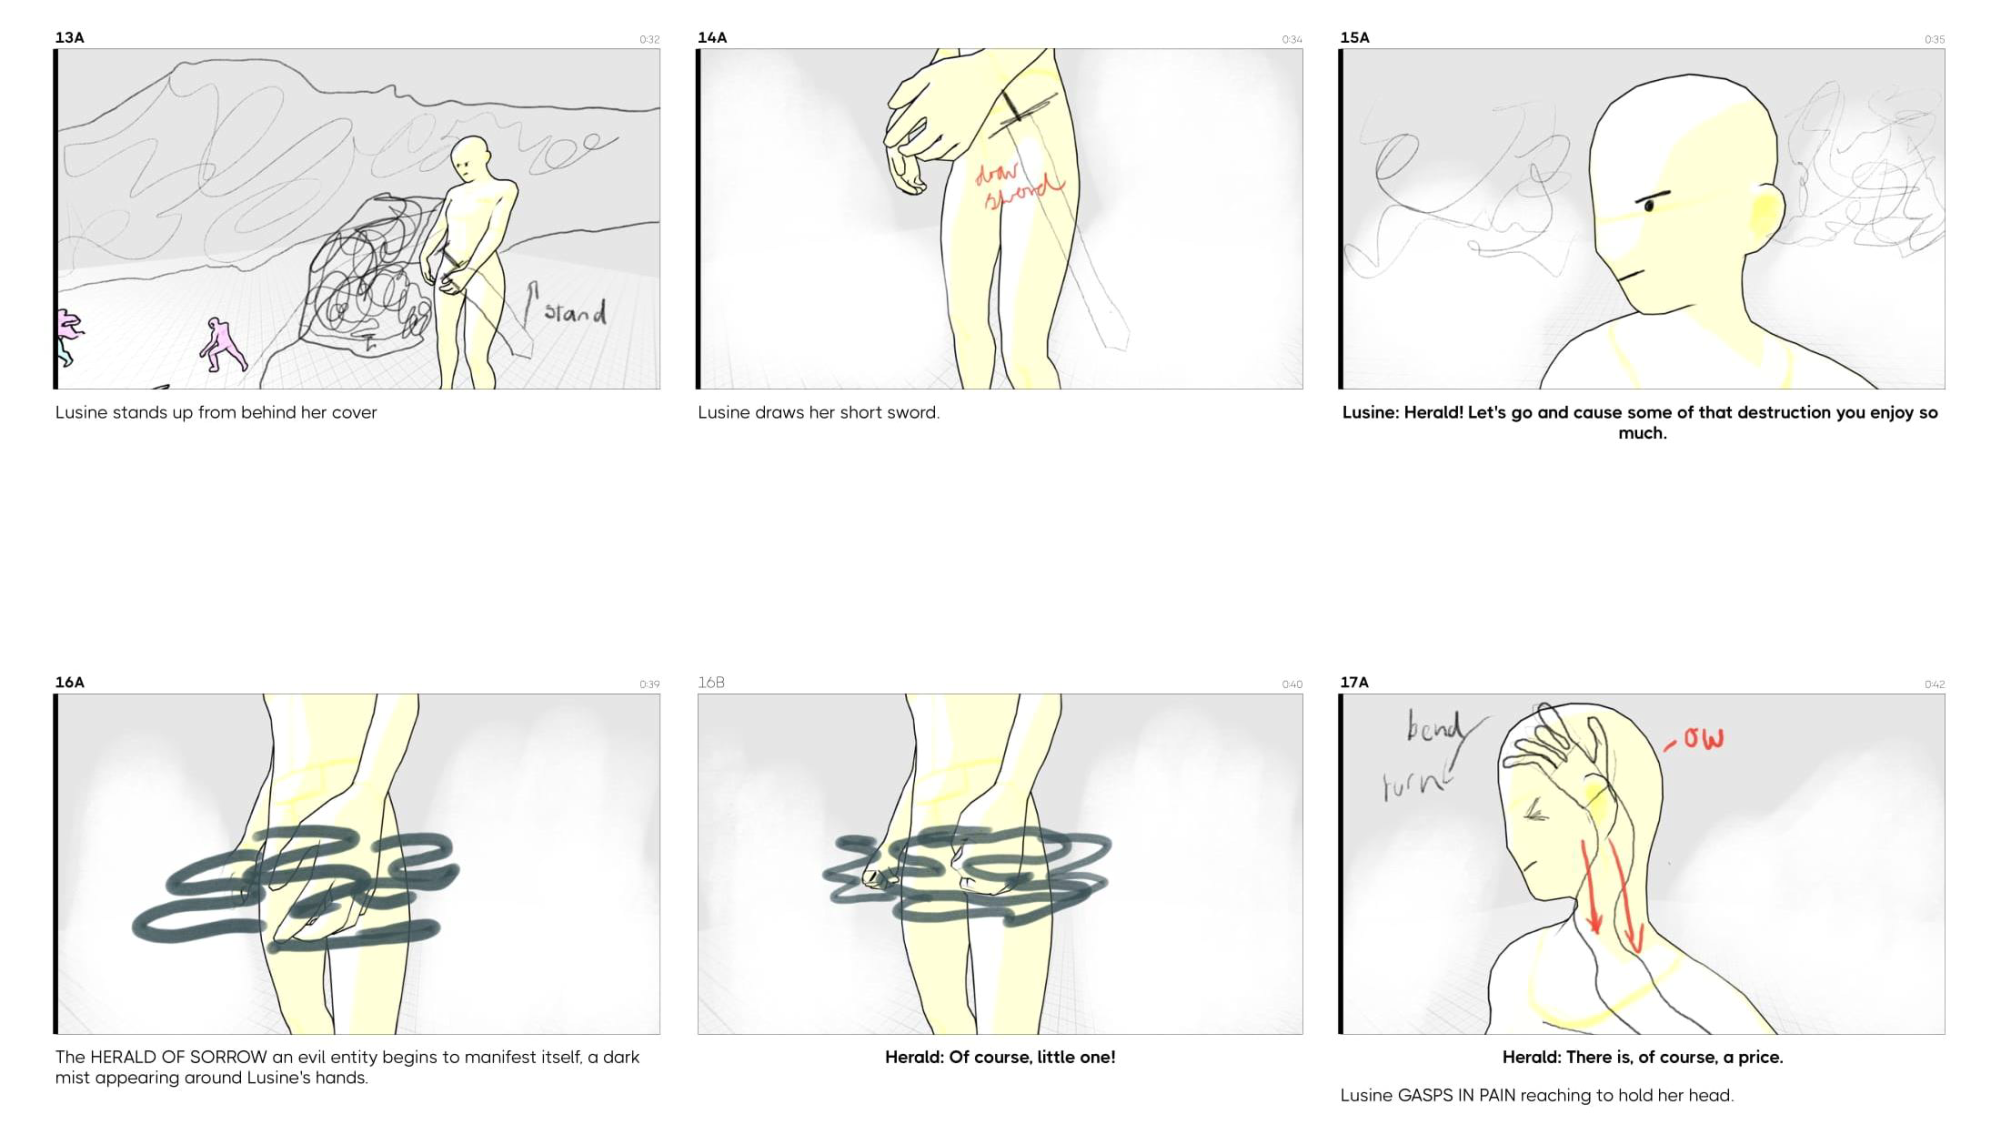 13A
0:32
stand
Lusine stands up from behind her cover
14A
0:34
draw
sword
Lusine draws her short sword.
15A
0:35
Lusine: Herald! Let's go and cause some of that destruction you enjoy so
much.
16A
0:39
The HERALD OF SORROW an evil entity begins to manifest itself, a dark
mist appearing around Lusine's hands.
16B
0:40
Herald: Of course, little one!
17A
0:42
bend
turn
ow
Herald: There is, of course, a price.
Lusine GASPS IN PAIN reaching to hold her head.